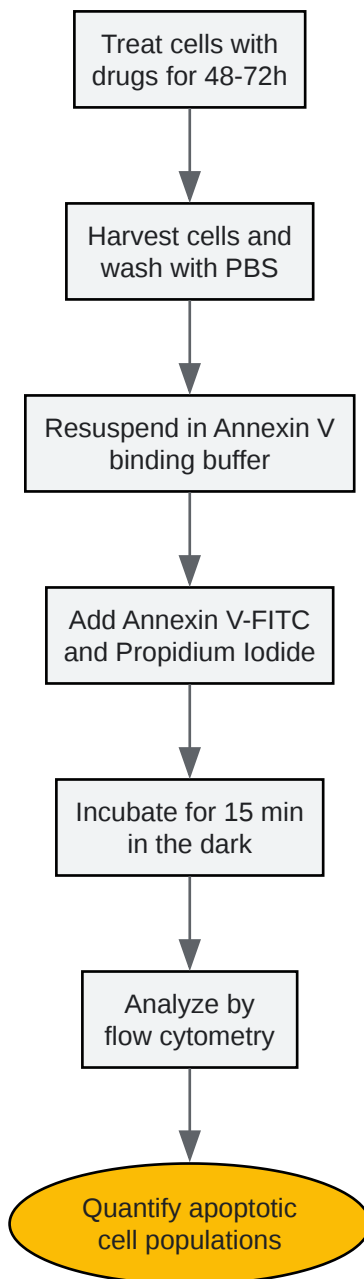 Treat cells with
drugs for 48-72h
Harvest cells and
wash with PBS
Resuspend in Annexin V
binding buffer
Add Annexin V-FITC
and Propidium Iodide
Incubate for 15 min
in the dark
Analyze by
flow cytometry
Quantify apoptotic
cell populations